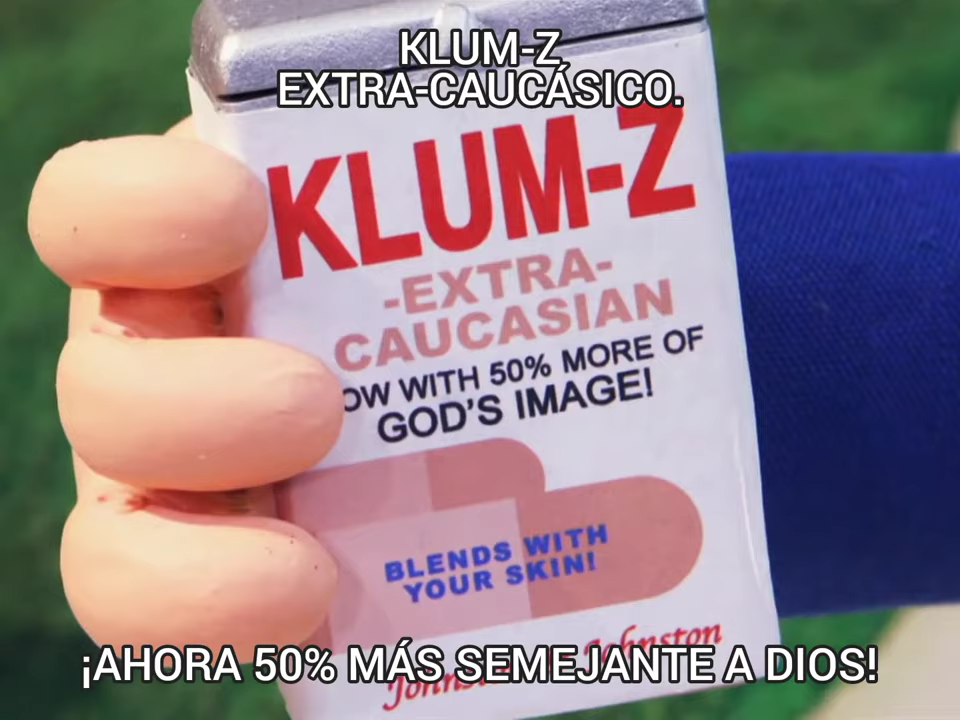 KLUM-Z
EXTRA-CAUCÁSICO.
KLUM-Z
-EXTRA-
CAUCASIAN
WITH 50% MORE OF
GOD'S IMAGE!
BLENDS WITH
YOUR SKIN!
Johnston
¡AHORA 50% MÁS SEMEJANTE A DIOS!